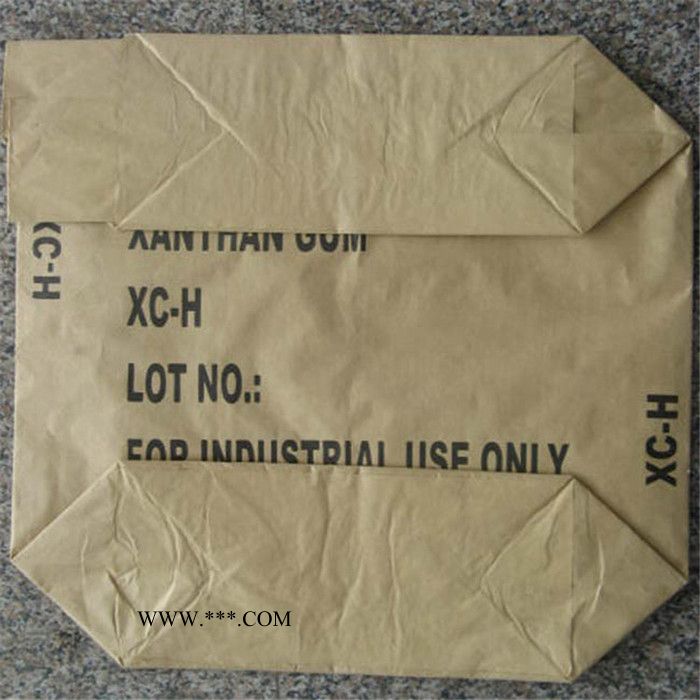 XANTHAN GUM
XC-H
XC-H
LOT NO.:
XC-H
FOR INDUSTRIAL USE ONLY
WWW.***.COM